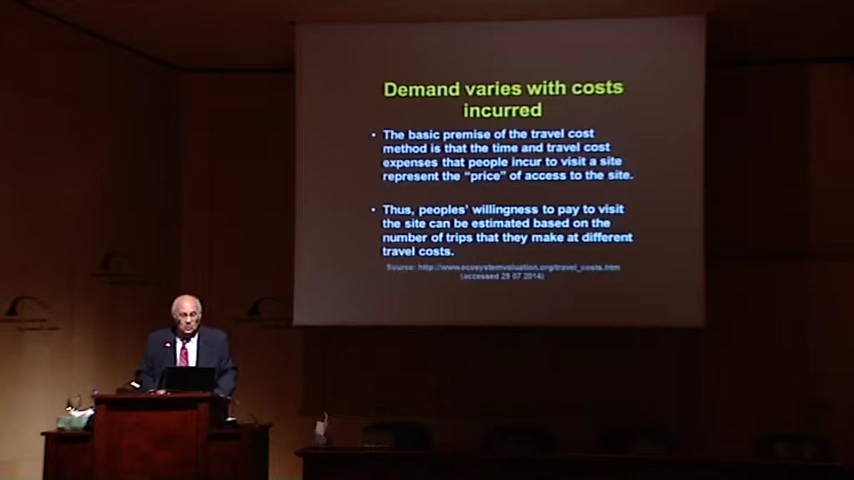 Demand varies with costs
incurred
• The basic premise of the travel cost
method is that the time and travel cost
expenses that people incur to visit a site
represent the “price” of access to the site.
• Thus, peoples’ willingness to pay to visit
the site can be estimated based on the
number of trips that they make at different
travel costs.
Source: http://www.ecosystemvaluation.org/travel_costs.htm
(accessed 29 07 2014)